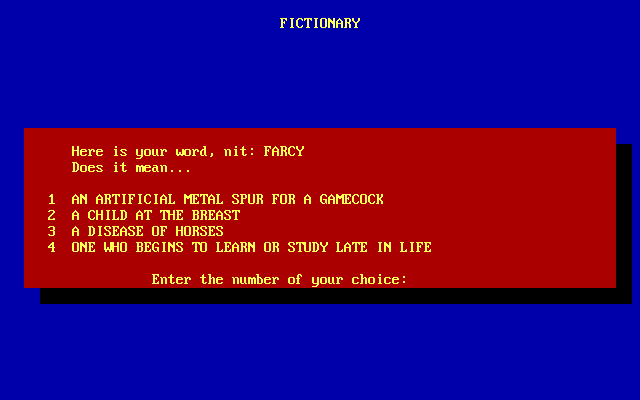 FICTIONARY
Here is your word, nit: FARCY
Does it mean...
1 AN ARTIFICIAL METAL SPUR FOR A GAMECOCK
2 A CHILD AT THE BREAST
3 A DISEASE OF HORSES
4 ONE WHO BEGINS TO LEARN OR STUDY LATE IN LIFE
Enter the number of your choice: